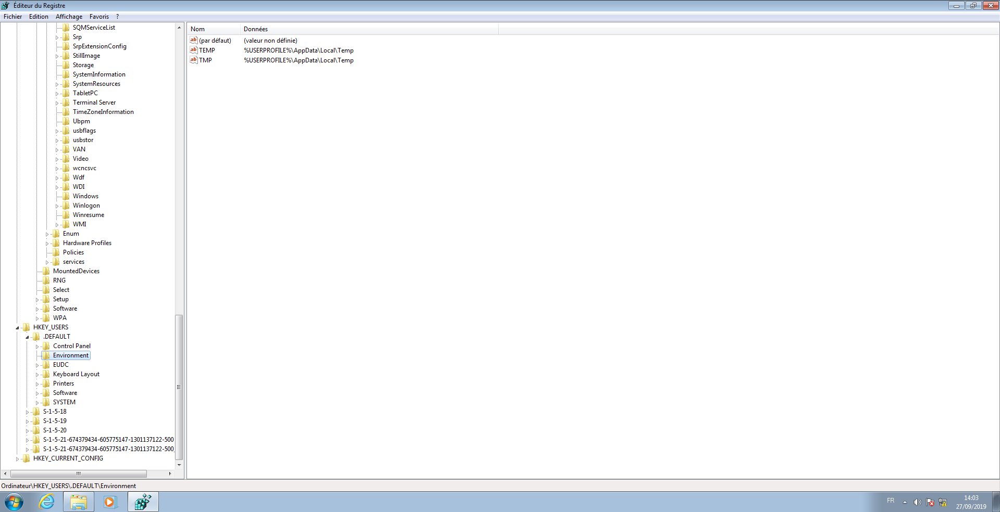 Éditeur du Registre
Fichier Edition Affichage Favoris ?
SQMServiceList
Srp
SrpExtensionConfig
StillImage
Storage
SystemInformation
SystemResources
TabletPC
Terminal Server
TimeZoneInformation
Ubpm
usbflags
usbstor
VAN
Video
wcncsvc
Wdf
WDI
Windows
Winlogon
Winresume
WMI
Enum
Hardware Profiles
Policies
services
MountedDevices
RNG
Select
Setup
Software
WPA
HKEY_USERS
.DEFAULT
Control Panel
Environment
EUDC
Keyboard Layout
Printers
Software
SYSTEM
S-1-5-18
S-1-5-19
S-1-5-20
S-1-5-21-674379434-605775147-1301137122-500
S-1-5-21-674379434-605775147-1301137122-500_
HKEY_CURRENT_CONFIG
Nom Données
(par défaut) (valeur non définie)
TEMP %USERPROFILE%\AppData\Local\Temp
TMP %USERPROFILE%\AppData\Local\Temp
Ordinateur\HKEY_USERS\.DEFAULT\Environment
FR
14:03
27/09/2019